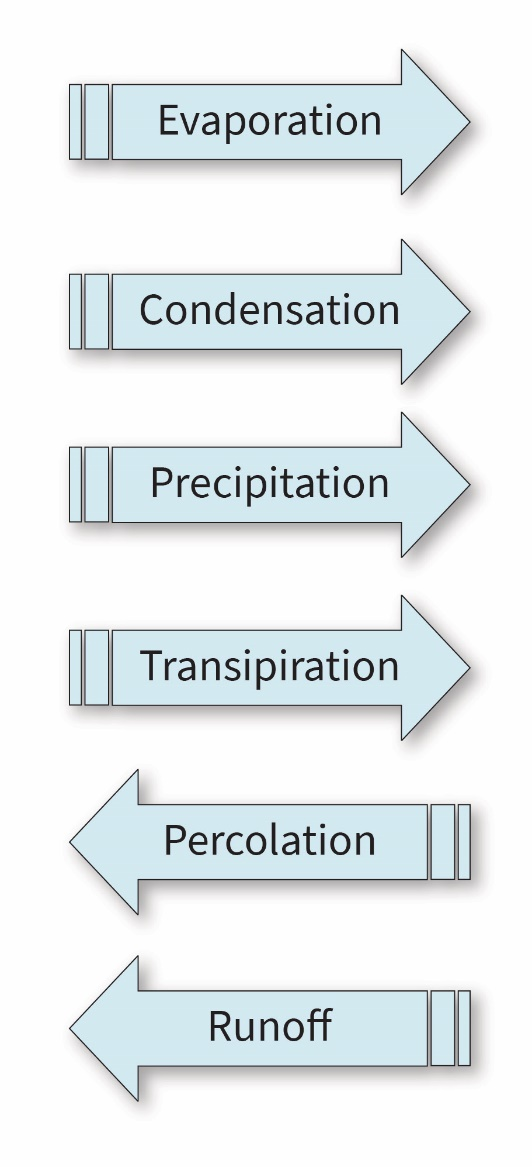 Evaporation
Condensation
Precipitation
Transipiration
Percolation
Runoff